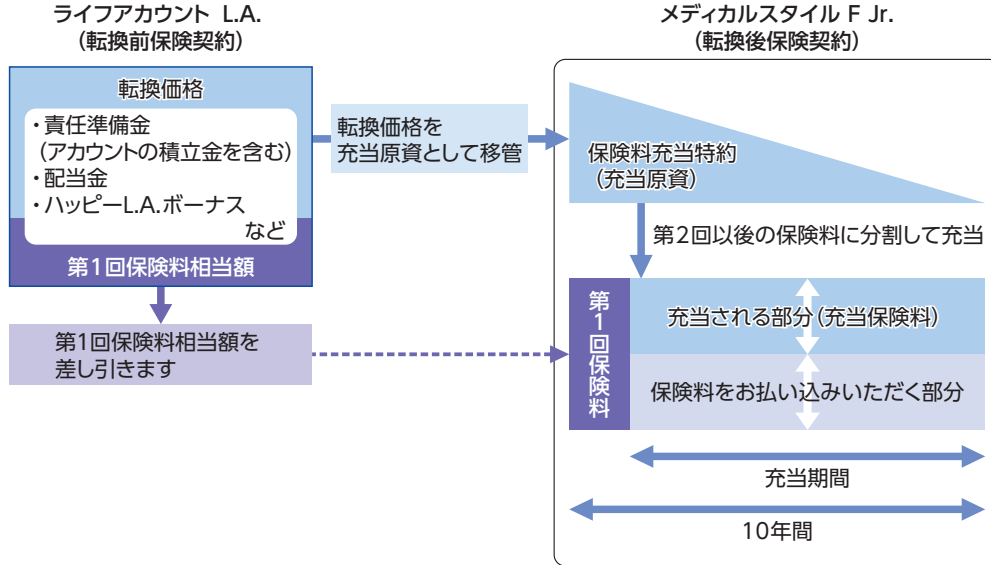 ライフアカウント L.A.
（転換前保険契約）
転換価格
・責任準備金
（アカウントの積立金を含む）
・配当金
・ハッピーL.A.ボーナス
など
第1回保険料相当額
第1回保険料相当額を
差し引きます
転換価格を
充当原資として移管
メディカルスタイル F Jr.
（転換後保険契約）
保険料充当特約
（充当原資）
第2回以後の保険料に分割して充当
第1回保険料
充当される部分（充当保険料）
保険料をお払い込みいただく部分
充当期間
10年間